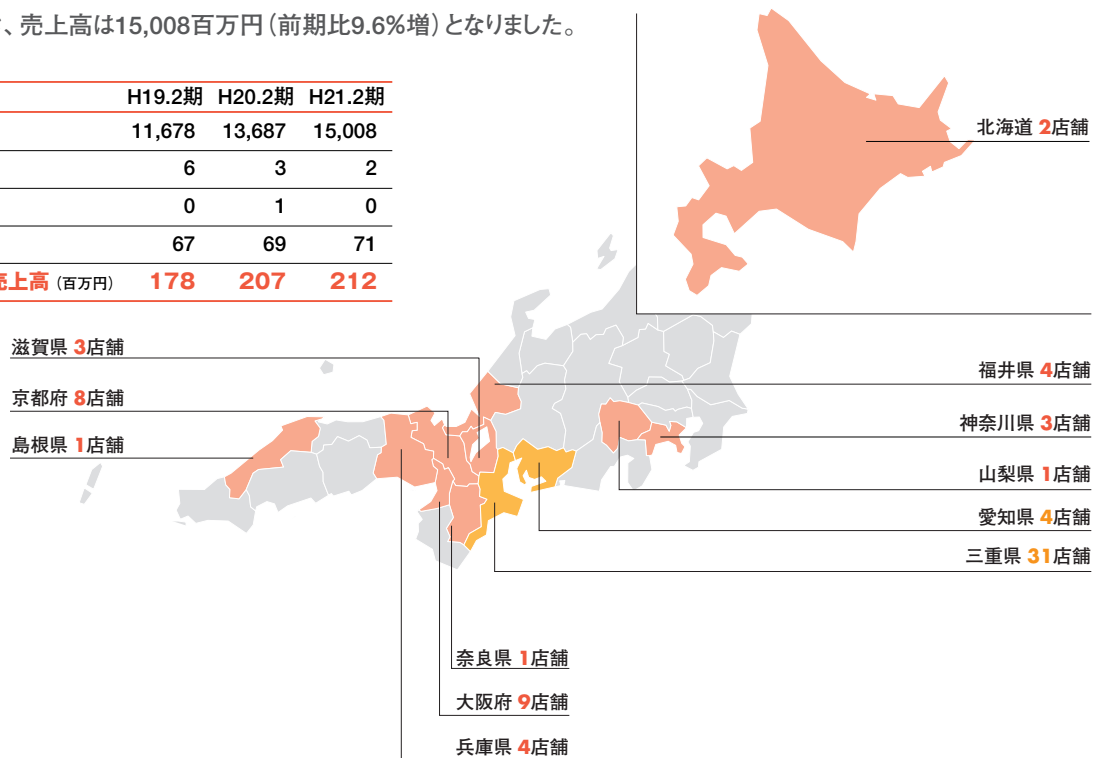 、売上高は15,008百万円（前期比9.6%増）となりました。
H19.2期 H20.2期 H21.2期
11,678 13,687 15,008
6 3 2
0 1 0
67 69 71
売上高（百万円） 178 207 212
北海道 2店舗
滋賀県 3店舗
京都府 8店舗
島根県 1店舗
福井県 4店舗
神奈川県 3店舗
山梨県 1店舗
愛知県 4店舗
三重県 31店舗
奈良県 1店舗
大阪府 9店舗
兵庫県 4店舗